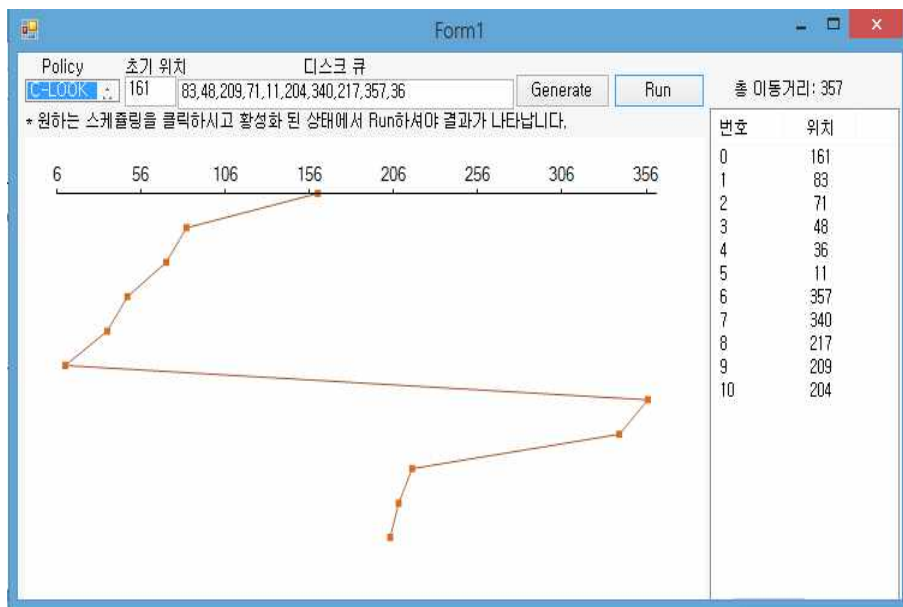 Form1
Policy 초기 위치 디스크 큐
C-LOOK 161 83,48,209,71,11,204,340,217,357,36 Generate Run 총 이동거리: 357
* 원하는 스케쥴링을 클릭하시고 황성화 된 상태에서 Run하셔야 결과가 나타납니다.
번호 위치
6 56 106 156 206 256 306 356
0 161
1 83
2 71
3 48
4 36
5 11
6 357
7 340
8 217
9 209
10 204